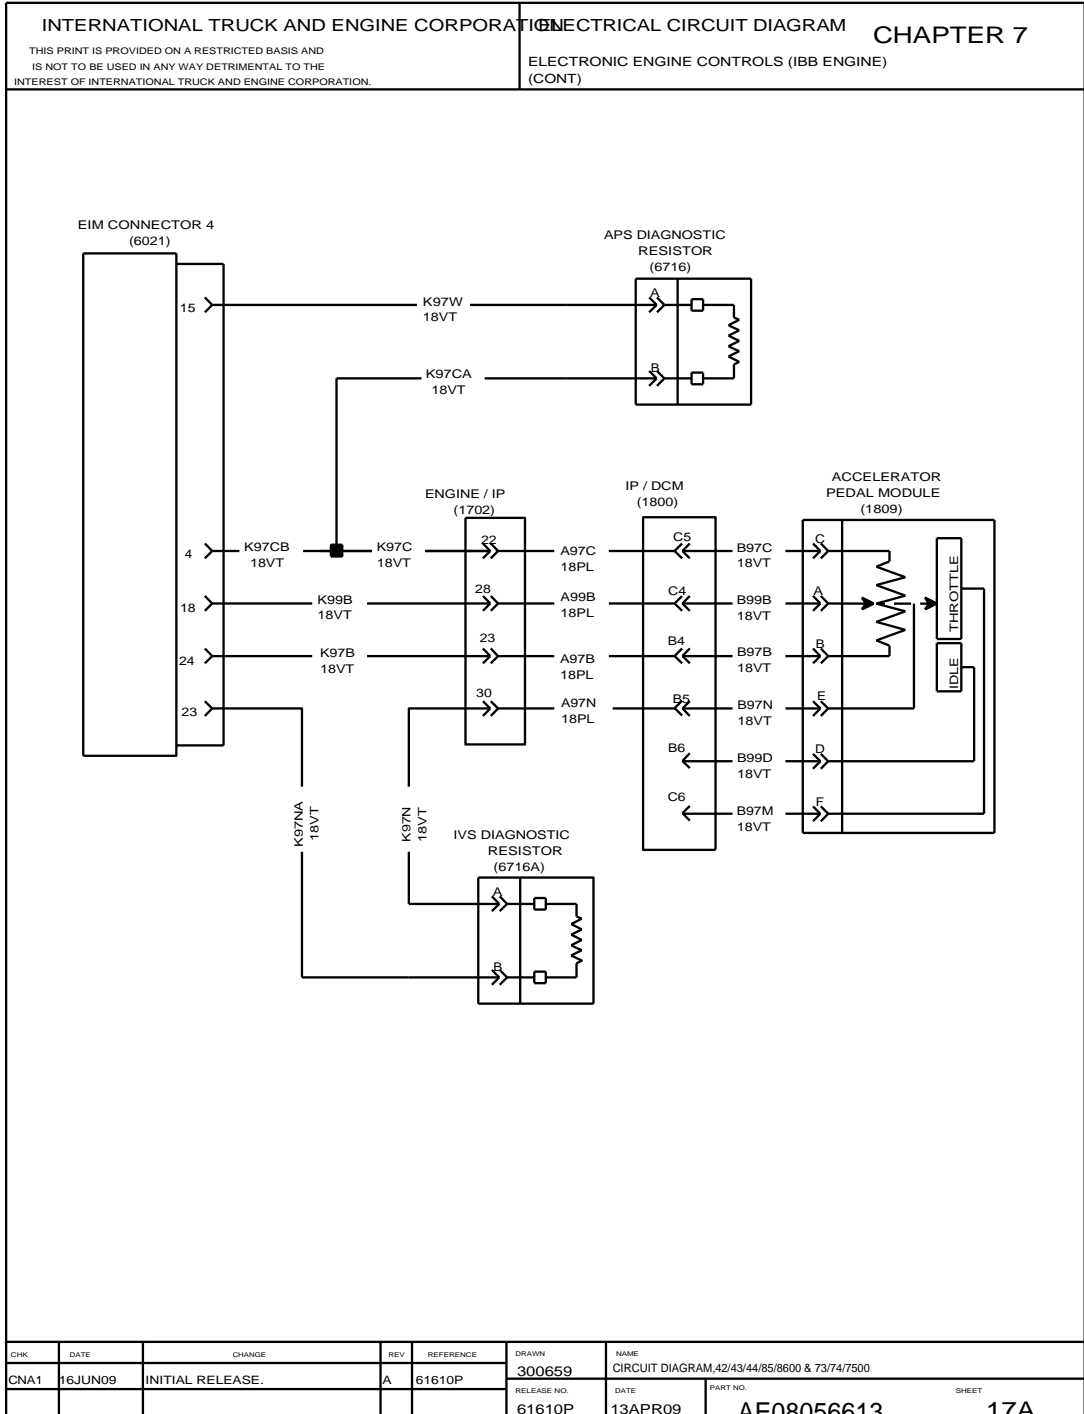 INTERNATIONAL TRUCK AND ENGINE CORPORATION
ELECTRICAL CIRCUIT DIAGRAM
CHAPTER 7
THIS PRINT IS PROVIDED ON A RESTRICTED BASIS AND
IS NOT TO BE USED IN ANY WAY DETRIMENTAL TO THE
INTEREST OF INTERNATIONAL TRUCK AND ENGINE CORPORATION.
ELECTRONIC ENGINE CONTROLS (IBB ENGINE)
(CONT)
EIM CONNECTOR 4
(6021)
15
4
18
24
23
K97W
18VT
K97CA
18VT
APS DIAGNOSTIC
RESISTOR
(6716)
A
B
K97CB
18VT
K97C
18VT
K99B
18VT
K97B
18VT
K97NA
18VT
K97N
18VT
ENGINE / IP
(1702)
22
28
23
30
A97C
18PL
A99B
18PL
A97B
18PL
A97N
18PL
IP / DCM
(1800)
C5
C4
B4
B5
B6
C6
B97C
18VT
B99B
18VT
B97B
18VT
B97N
18VT
B99D
18VT
B97M
18VT
ACCELERATOR
PEDAL MODULE
(1809)
C
A
B
E
D
F
THROTTLE
IDLE
IVS DIAGNOSTIC
RESISTOR
(6716A)
A
B
CHK DATE CHANGE REV REFERENCE
CNA1 16JUN09 INITIAL RELEASE. A 61610P
DRAWN
300659
NAME
CIRCUIT DIAGRAM,42/43/44/85/8600 & 73/74/7500
RELEASE NO.
61610P
DATE
13APR09
PART NO.
AE08056613
SHEET
17A